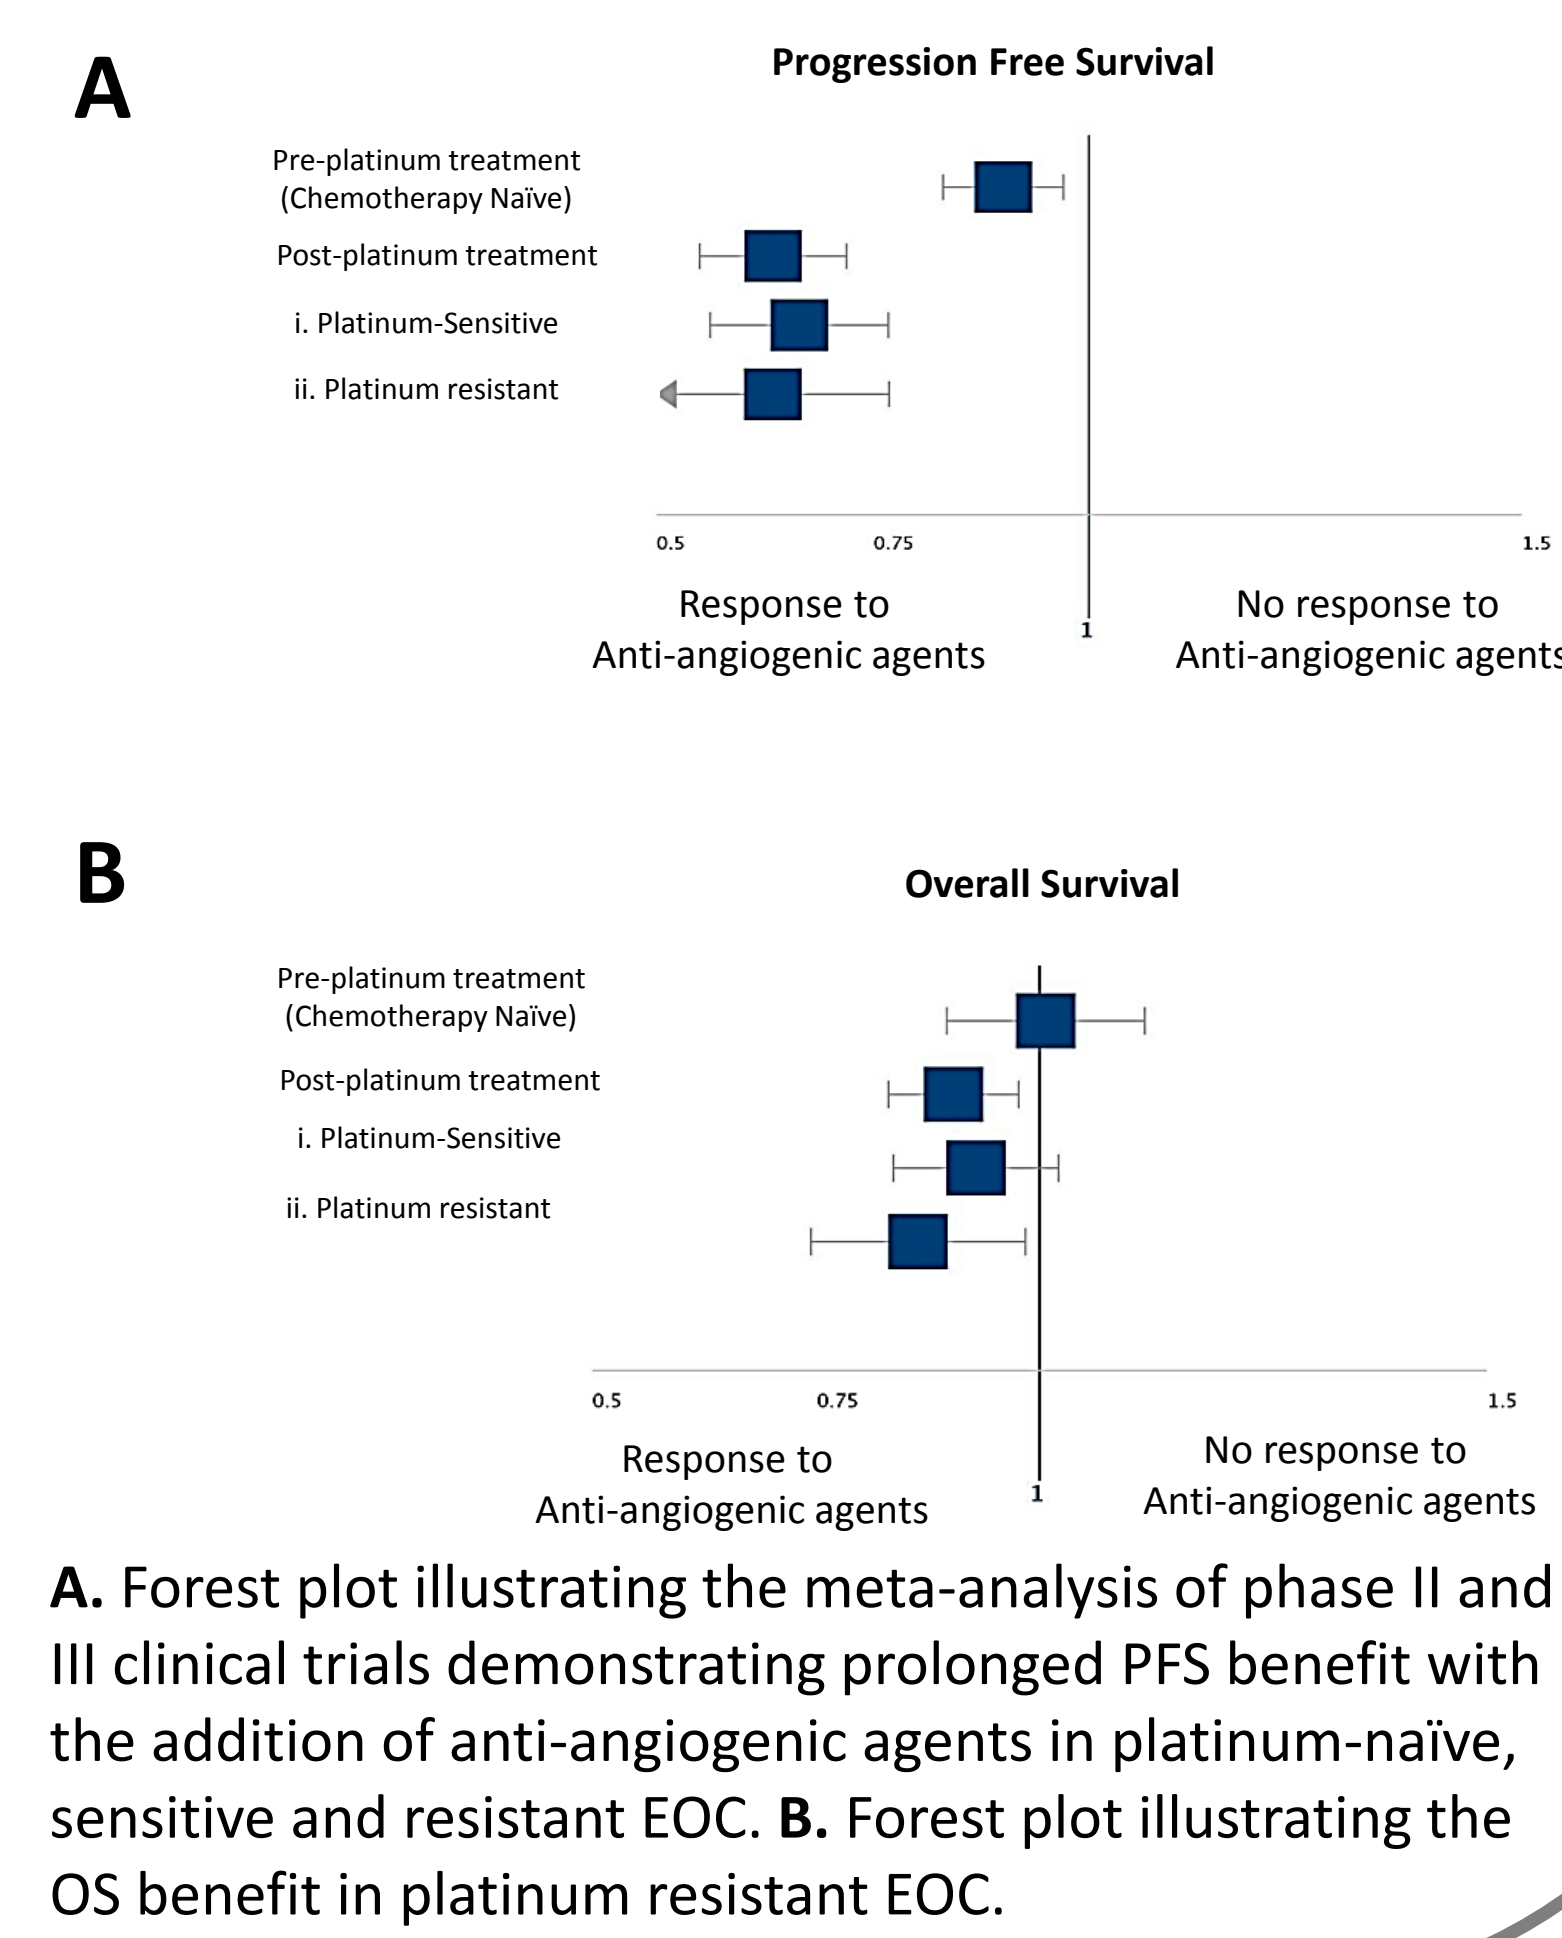 A
Progression Free Survival
Pre-platinum treatment
(Chemotherapy Naïve)
Post-platinum treatment
i. Platinum-Sensitive
ii. Platinum resistant
0.5
0.75
1.5
1
Response to
Anti-angiogenic agents
No response to
Anti-angiogenic agents
B
Overall Survival
Pre-platinum treatment
(Chemotherapy Naïve)
Post-platinum treatment
i. Platinum-Sensitive
ii. Platinum resistant
0.5
0.75
1.5
1
Response to
Anti-angiogenic agents
No response to
Anti-angiogenic agents
A. Forest plot illustrating the meta-analysis of phase II and
III clinical trials demonstrating prolonged PFS benefit with
the addition of anti-angiogenic agents in platinum-naïve,
sensitive and resistant EOC. B. Forest plot illustrating the
OS benefit in platinum resistant EOC.